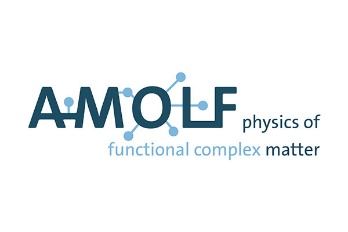 AMOLF physics of
functional complex matter